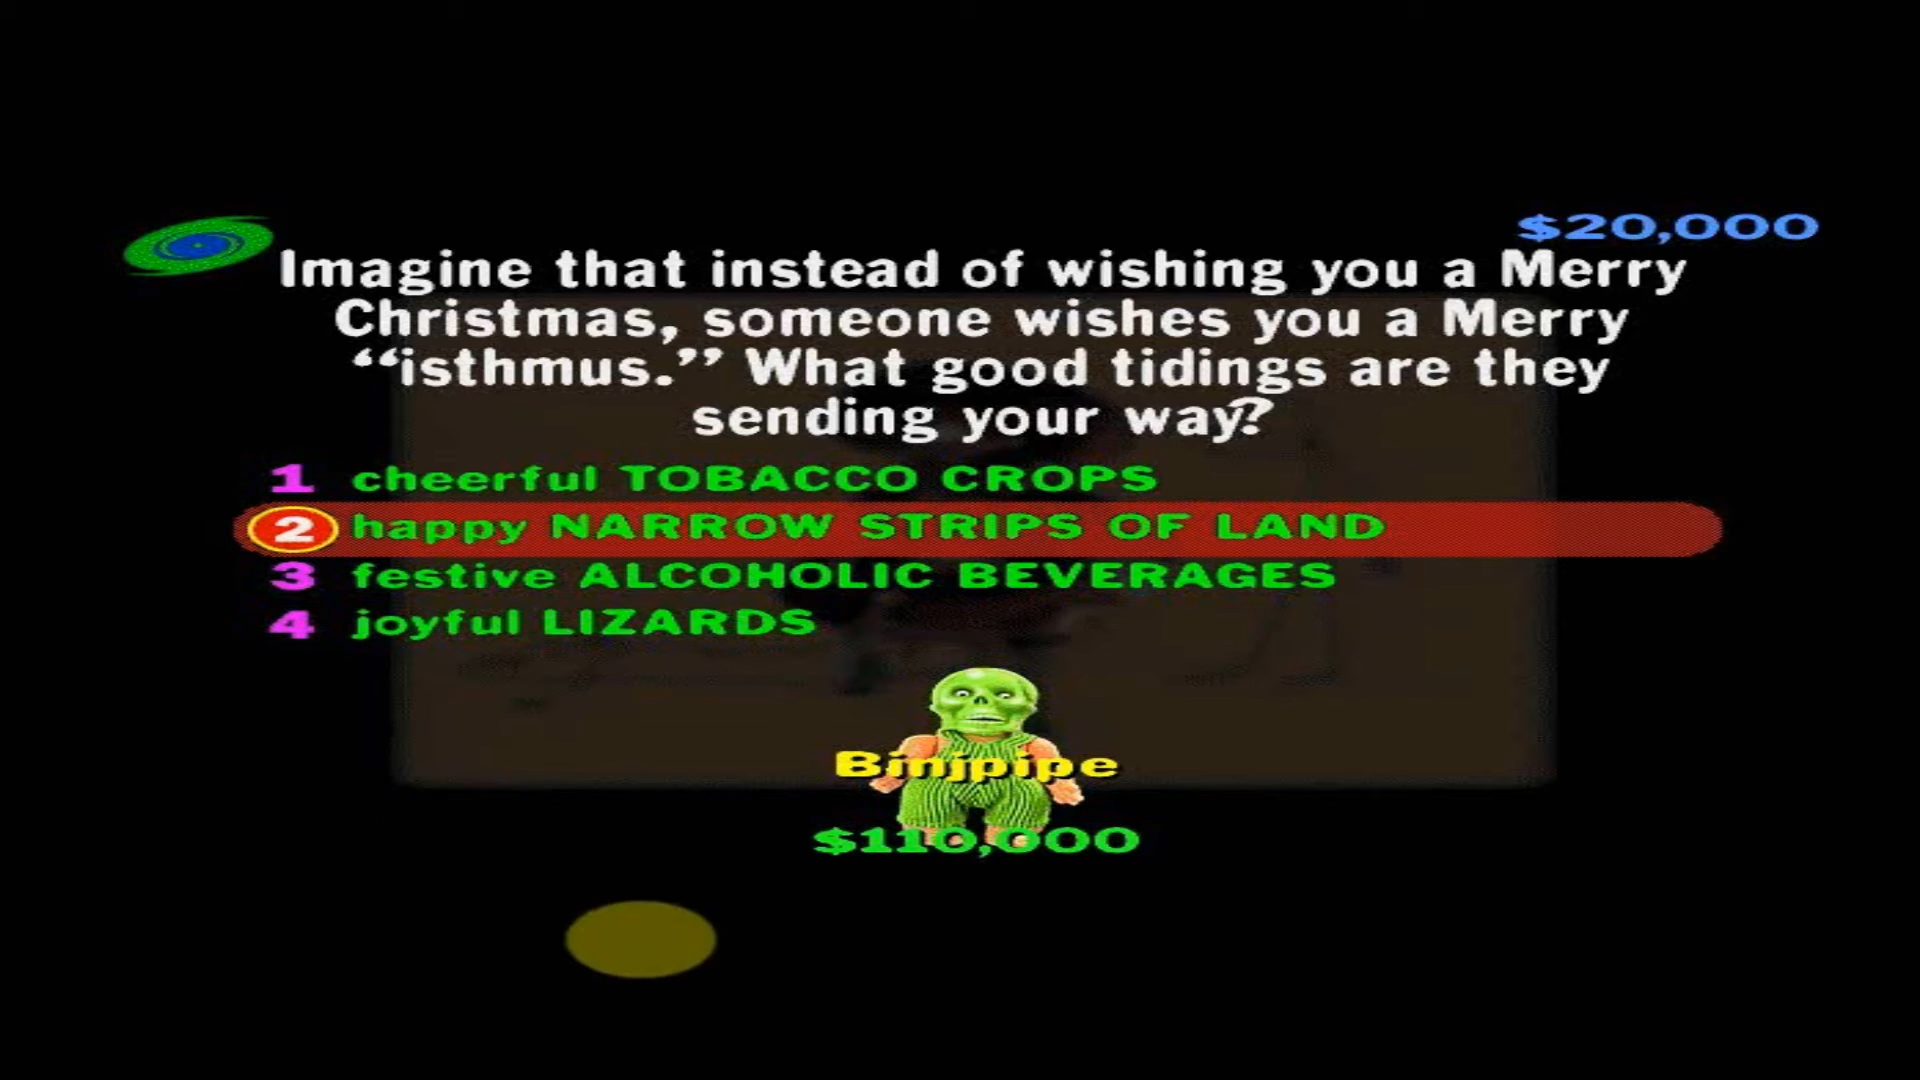 $20,000
Imagine that instead of wishing you a Merry
Christmas, someone wishes you a Merry
“isthmus.” What good tidings are they
sending your way?
1 cheerful TOBACCO CROPS
2 happy NARROW STRIPS OF LAND
3 festive ALCOHOLIC BEVERAGES
4 joyful LIZARDS
Binjpipe
$110,000